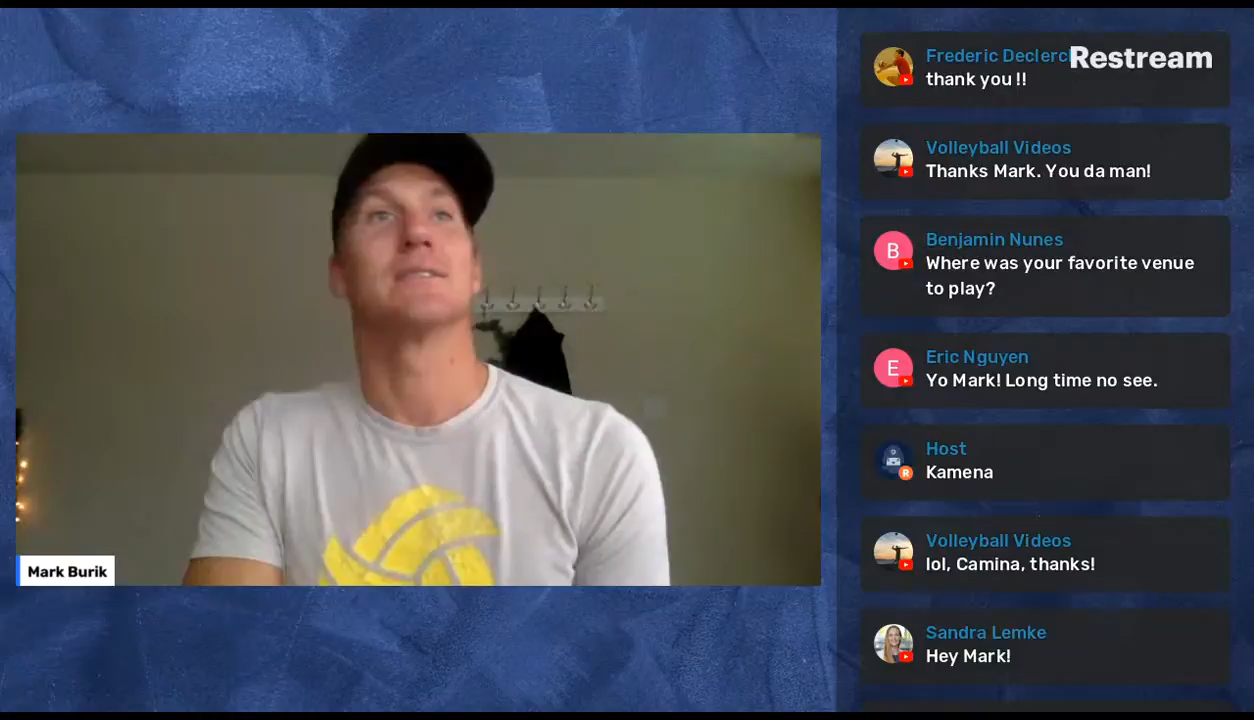 Frederic Declerc
Restream
thank you !!
Volleyball Videos
Thanks Mark. You da man!
Benjamin Nunes
B
Where was your favorite venue
to play?
Eric Nguyen
E
Yo Mark! Long time no see.
Host
R
Kamena
Volleyball Videos
lol, Camina, thanks!
Mark Burik
Sandra Lemke
Hey Mark!